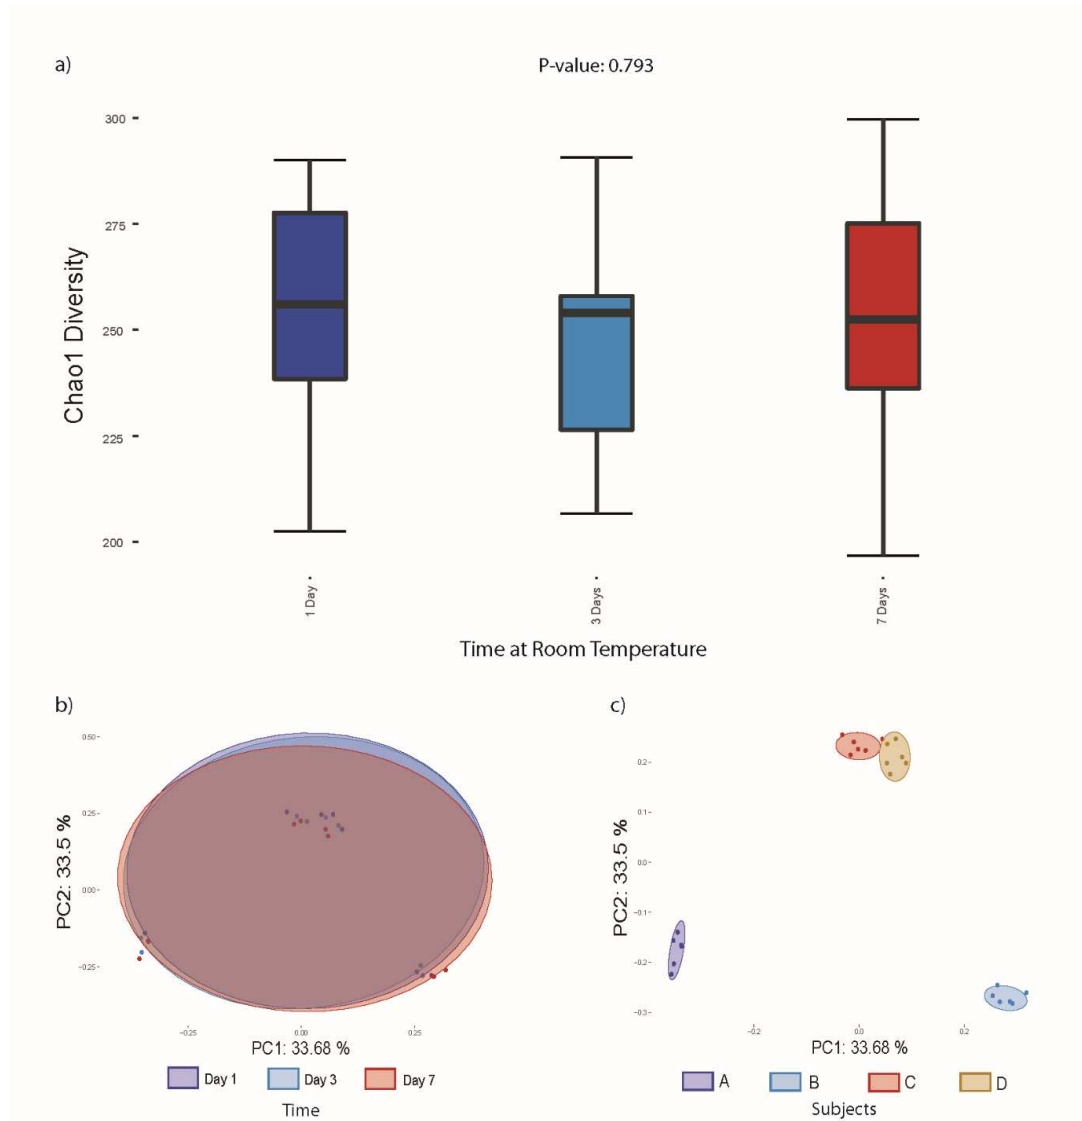 a)
P-value: 0.793
300
275
250
225
200
Chao1 Diversity
1 Day
3 Days
7 Days
Time at Room Temperature
b)
0.50
0.25
0.00
-0.25
PC2: 33.5 %
-0.25
0.00
0.25
PC1: 33.68 %
Day 1
Day 3
Day 7
Time
c)
0.2
0.1
0.0
-0.1
-0.2
-0.3
PC2: 33.5 %
-0.2
0.0
0.2
PC1: 33.68 %
A
B
C
D
Subjects